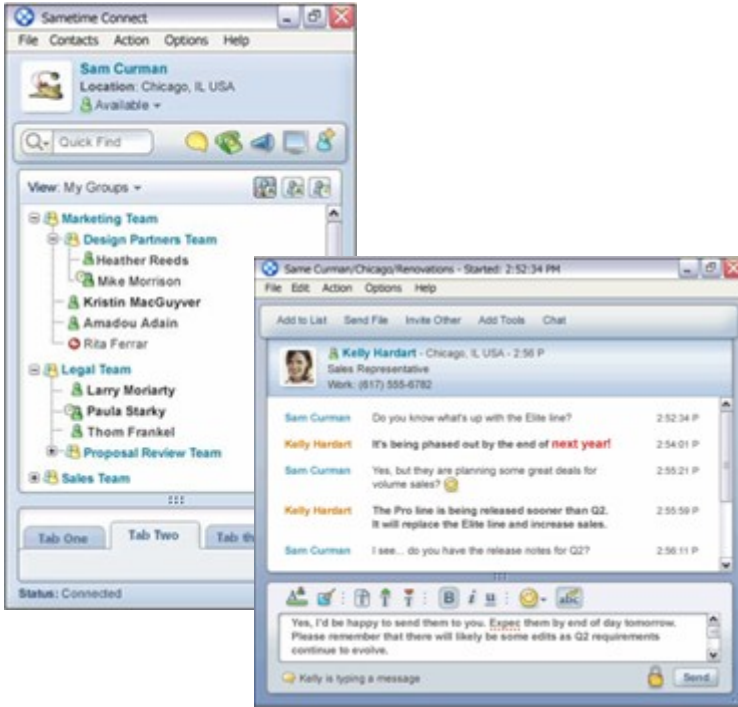 Sametime Connect
File Contacts Action Options Help
Sam Curman
Location: Chicago, IL USA
Available
Quick Find
View: My Groups
Marketing Team
Design Partners Team
Heather Reeds
Mike Morrison
Kristin MacGuyver
Amadou Adain
Rita Ferrar
Legal Team
Larry Moriarty
Paula Starky
Thom Frankel
Proposal Review Team
Sales Team
Tab One Tab Two Tab th
Status: Connected
Same Curman/Chicago/Renovations - Started: 2:52:34 PM
File Edit Action Options Help
Add to List Send File Invite Other Add Tools Chat
Kelly Hardart - Chicago, IL USA - 2:56 P
Sales Representative
Work: (617) 555-6782
Sam Curman Do you know what's up with the Elite line? 2:52:34 P
Kelly Hardart It's being phased out by the end of next year! 2:54:01 P
Sam Curman Yes, but they are planning some great deals for 2:55:21 P
volume sales?
Kelly Hardart The Pro line is being released sooner than Q2. 2:55:59 P
It will replace the Elite line and increase sales.
Sam Curman I see... do you have the release notes for Q2? 2:56:11 P
A B i u abc
Yes, I'd be happy to send them to you. Expec them by end of day tomorrow.
Please remember that there will likely be some edits as Q2 requirements
continue to evolve.
Kelly is typing a message
Send